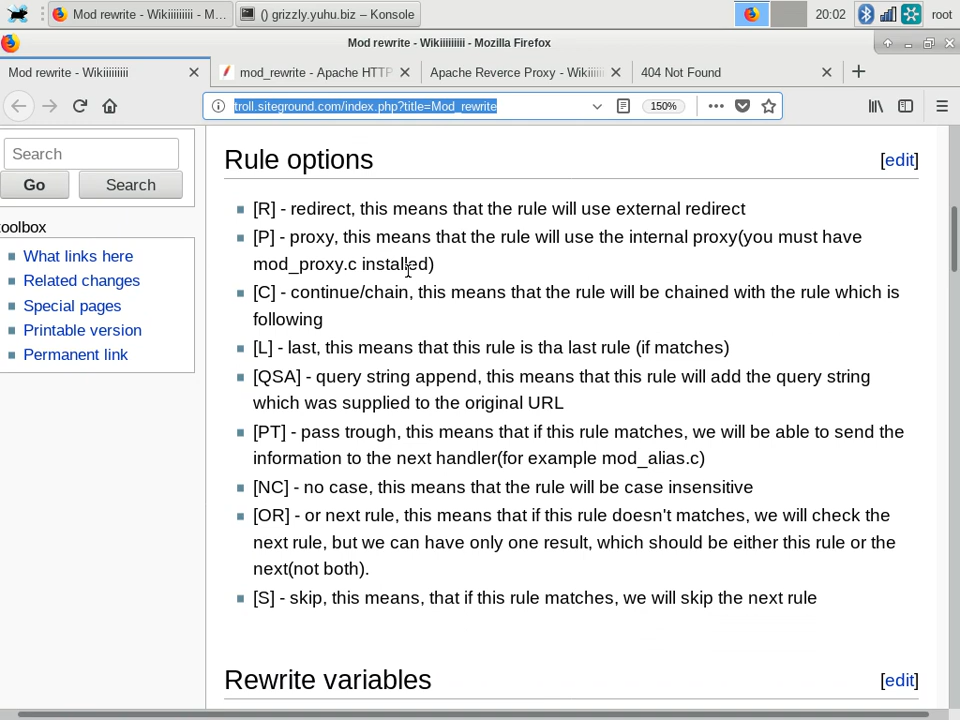 Mod rewrite - Wikiiiiiiiii - M...
() grizzly.yuhu.biz – Konsole
20:02
root
Mod rewrite - Wikiiiiiiiii - Mozilla Firefox
Mod rewrite - Wikiiiiiiiii
mod_rewrite - Apache HTTP
Apache Reverce Proxy - Wikiiiii
404 Not Found
troll.siteground.com/index.php?title=Mod_rewrite
150%
Search
Go
Search
toolbox
What links here
Related changes
Special pages
Printable version
Permanent link
Rule options
[edit]
[R] - redirect, this means that the rule will use external redirect
[P] - proxy, this means that the rule will use the internal proxy(you must have
mod_proxy.c installed)
[C] - continue/chain, this means that the rule will be chained with the rule which is
following
[L] - last, this means that this rule is tha last rule (if matches)
[QSA] - query string append, this means that this rule will add the query string
which was supplied to the original URL
[PT] - pass trough, this means that if this rule matches, we will be able to send the
information to the next handler(for example mod_alias.c)
[NC] - no case, this means that the rule will be case insensitive
[OR] - or next rule, this means that if this rule doesn't matches, we will check the
next rule, but we can have only one result, which should be either this rule or the
next(not both).
[S] - skip, this means, that if this rule matches, we will skip the next rule
Rewrite variables
[edit]